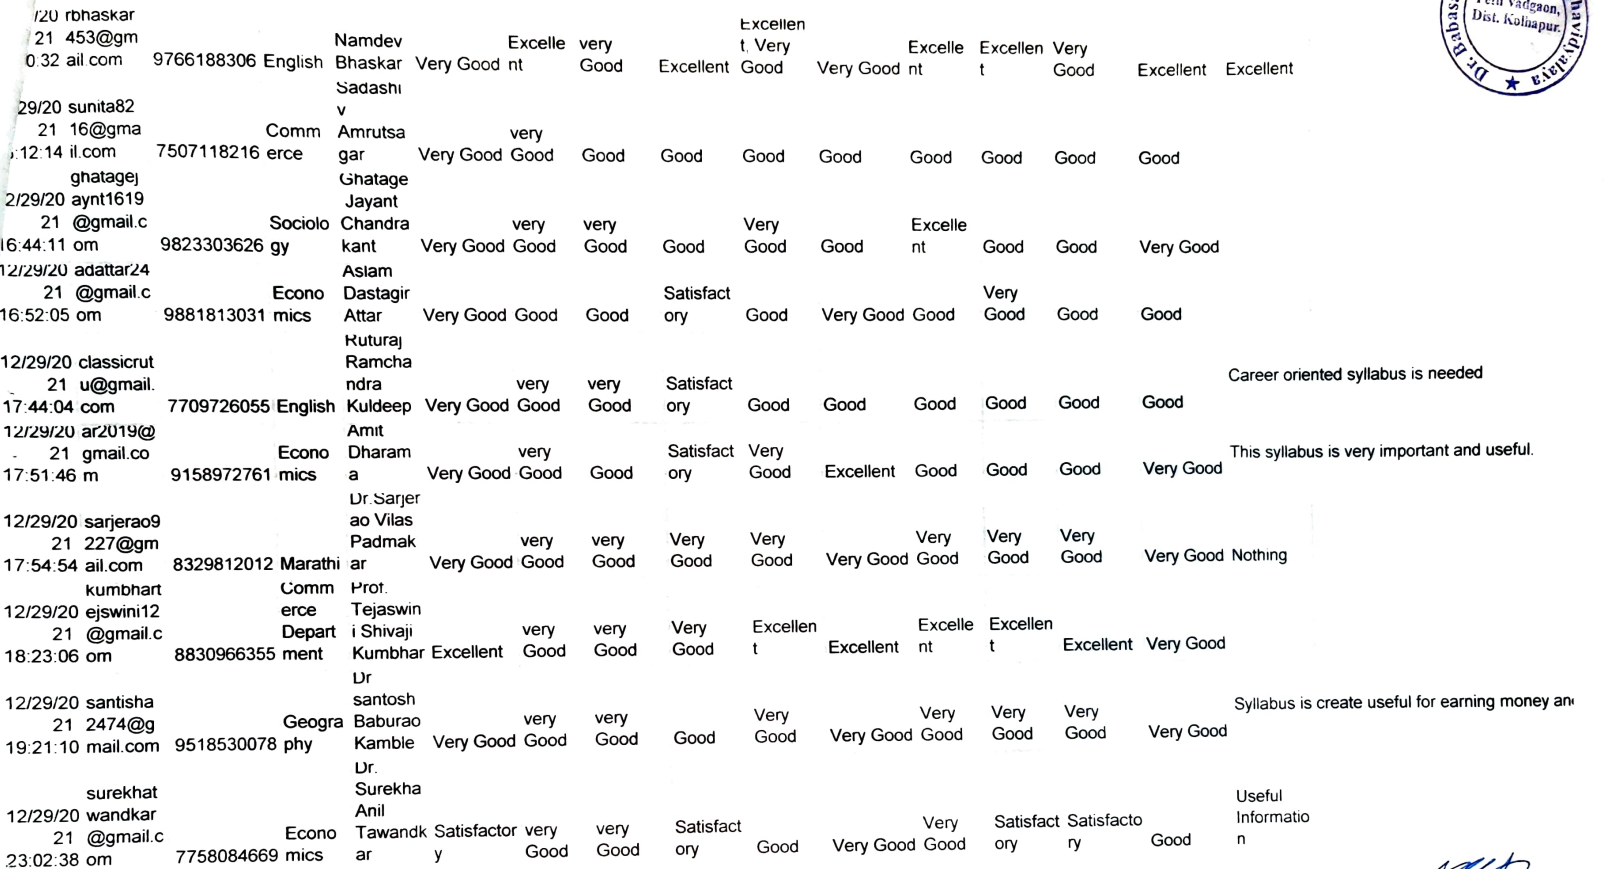 /20 rbhaskar
21 453@gm Namdev Excelle very Excellen t, Very Excelle Excellen Very
0:32 ail.com 9766188306 English Bhaskar Very Good nt Good Excellent Good Very Good nt t Good Excellent Excellent
Sadashi
29/20 sunita82 v
21 16@gma Comm Amrutsa very
:12:14 il.com 7507118216 erce gar Very Good Good Good Good Good Good Good Good Good Good
ghatagej Ghatage
2/29/20 aynt1619 Jayant
21 @gmail.c Sociolo Chandra very very Very Excelle
16:44:11 om 9823303626 gy kant Very Good Good Good Good Good Good nt Good Good Very Good
12/29/20 adattar24 Aslam
21 @gmail.c Econo Dastagir Satisfact Very
16:52:05 om 9881813031 mics Attar Very Good Good Good ory Good Very Good Good Good Good Good
Ruturaj
12/29/20 classicrut Ramcha
21 u@gmail. ndra very very Satisfact Career oriented syllabus is needed
17:44:04 com 7709726055 English Kuldeep Very Good Good Good ory Good Good Good Good Good Good
12/29/20 ar2019@ Amit
21 gmail.co Econo Dharam very Satisfact Very This syllabus is very important and useful.
17:51:46 m 9158972761 mics a Very Good Good Good ory Good Excellent Good Good Good Very Good
Dr.Sarjer
12/29/20 sarjerao9 ao Vilas
21 227@gm Padmak very very Very Very Very Very Very
17:54:54 ail.com 8329812012 Marathi ar Very Good Good Good Good Good Very Good Good Good Good Very Good Nothing
kumbhart Comm Prof.
12/29/20 ejswini12 erce Tejaswin
21 @gmail.c Depart i Shivaji very very Very Excellen Excelle Excellen
18:23:06 om 8830966355 ment Kumbhar Excellent Good Good Good t Excellent nt t Excellent Very Good
Dr
12/29/20 santisha santosh Syllabus is create useful for earning money and
21 2474@g Geogra Baburao very very Very Very Very Very
19:21:10 mail.com 9518530078 phy Kamble Very Good Good Good Good Good Very Good Good Good Good Very Good
Dr.
surekhat Surekha Useful
12/29/20 wandkar Anil Informatio
21 @gmail.c Econo Tawandk Satisfactor very very Satisfact Very Satisfact Satisfacto n
23:02:38 om 7758084669 mics ar y Good Good ory Good Very Good Good ory ry Good
Vadgaon,
Dist. Kolhapur.
Dr. Babasa
havidyalaya
★